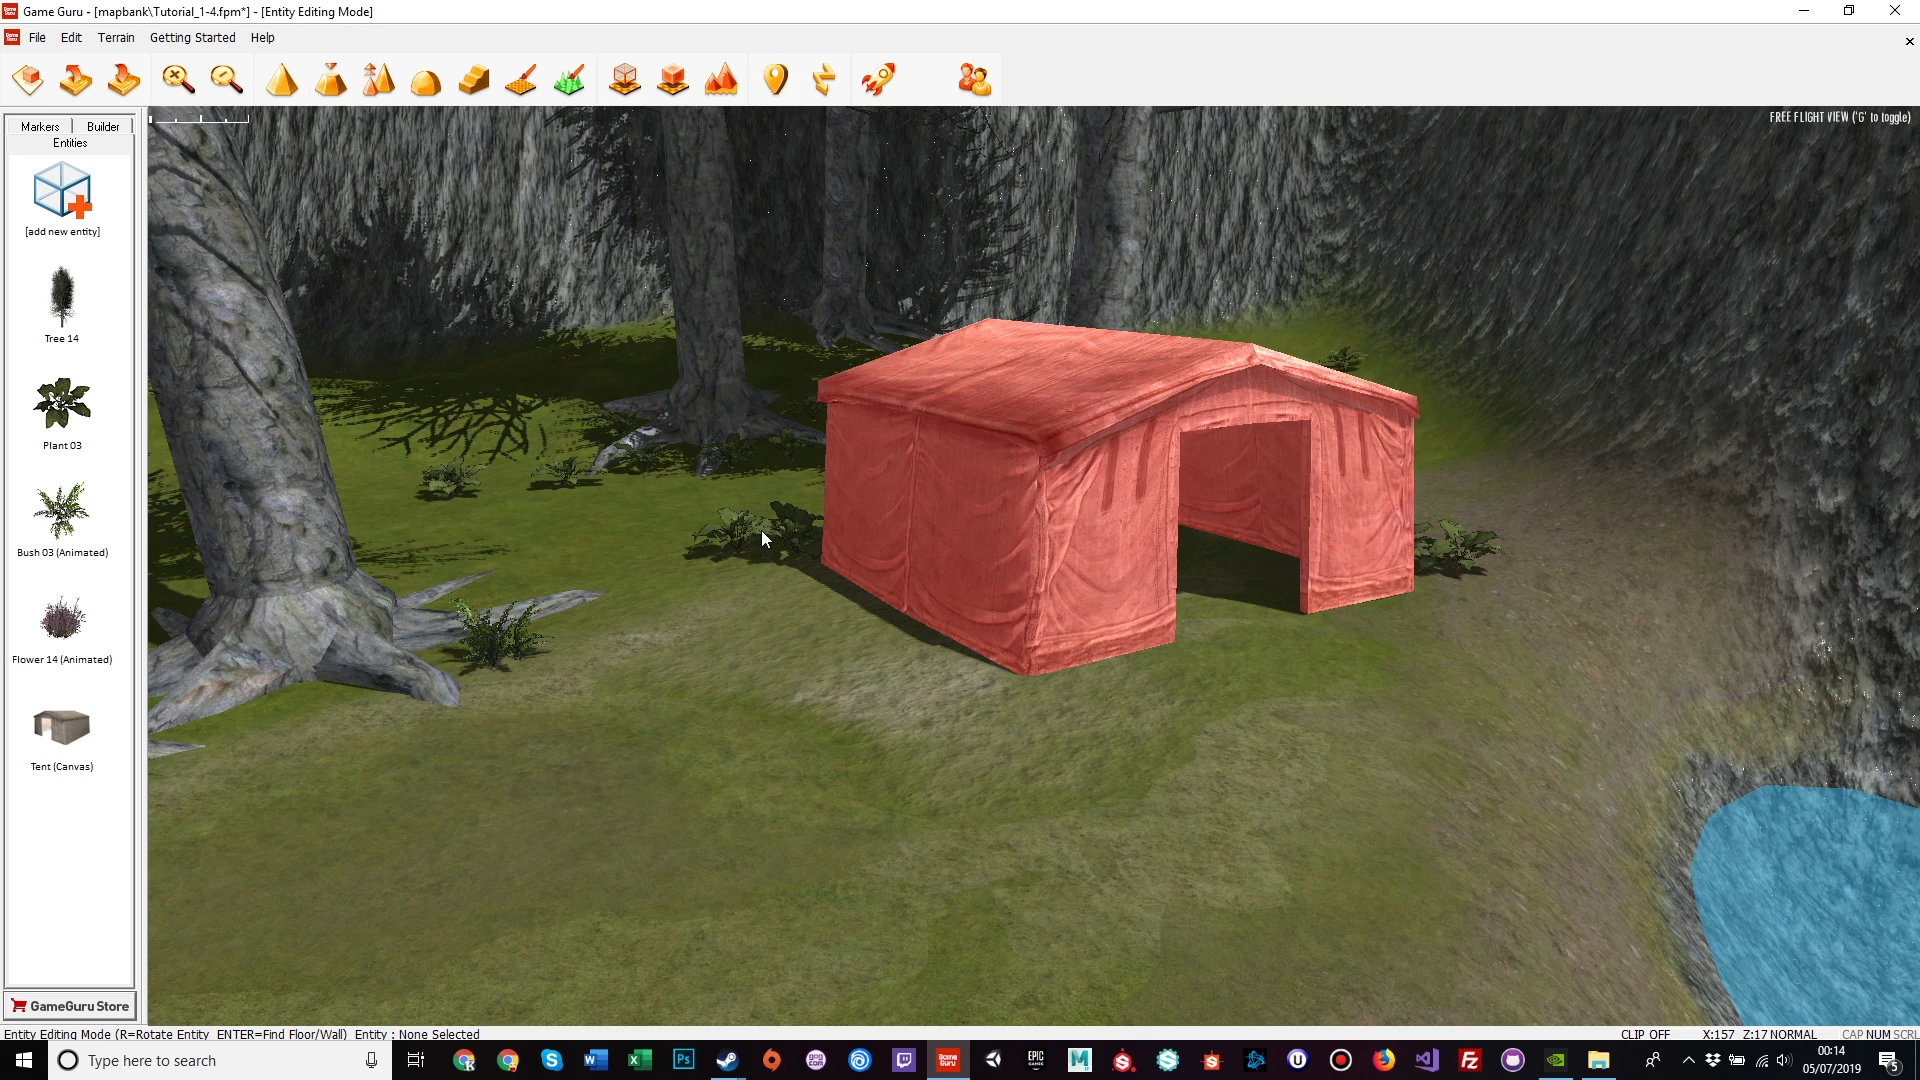 Game Guru - [mapbank\Tutorial_1-4.fpm*] - [Entity Editing Mode]
File Edit Terrain Getting Started Help
Markers Builder
Entities
FREE FLIGHT VIEW ('G' to toggle)
[add new entity]
Tree 14
Plant 03
Bush 03 (Animated)
Flower 14 (Animated)
Tent (Canvas)
GameGuru Store
Entity Editing Mode (R=Rotate Entity ENTER=Find Floor/Wall) Entity : None Selected
CLIP OFF X:157 Z:17 NORMAL CAP NUM SCRL
Type here to search
00:14
05/07/2019
5